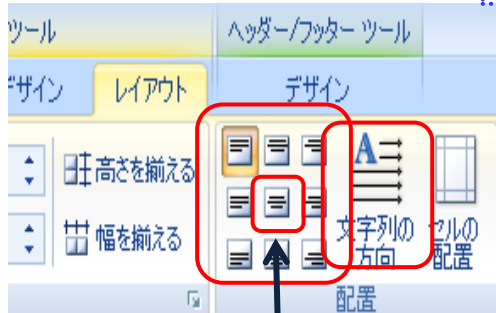 ツール
ヘッダー/フッター ツール
デザイン
レイアウト
デザイン
高さを揃える
幅を揃える
A
文字列の
方向
セルの
配置
配置